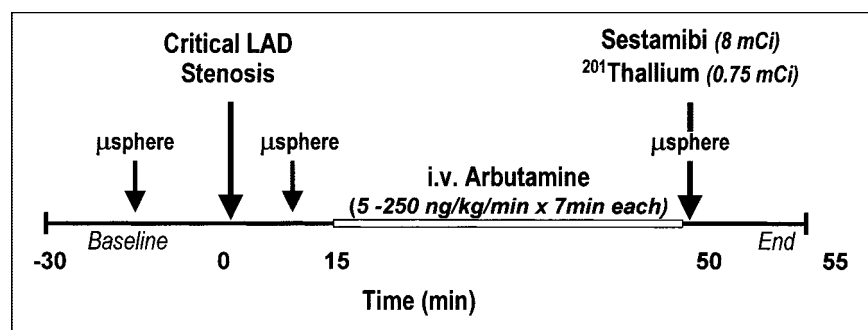 Critical LAD
Stenosis
Sestamibi (8 mCi)
²⁰¹Thallium (0.75 mCi)
μsphere
μsphere
μsphere
i.v. Arbutamine
(5 -250 ng/kg/min x 7min each)
Baseline
End
-30
0
15
50
55
Time (min)